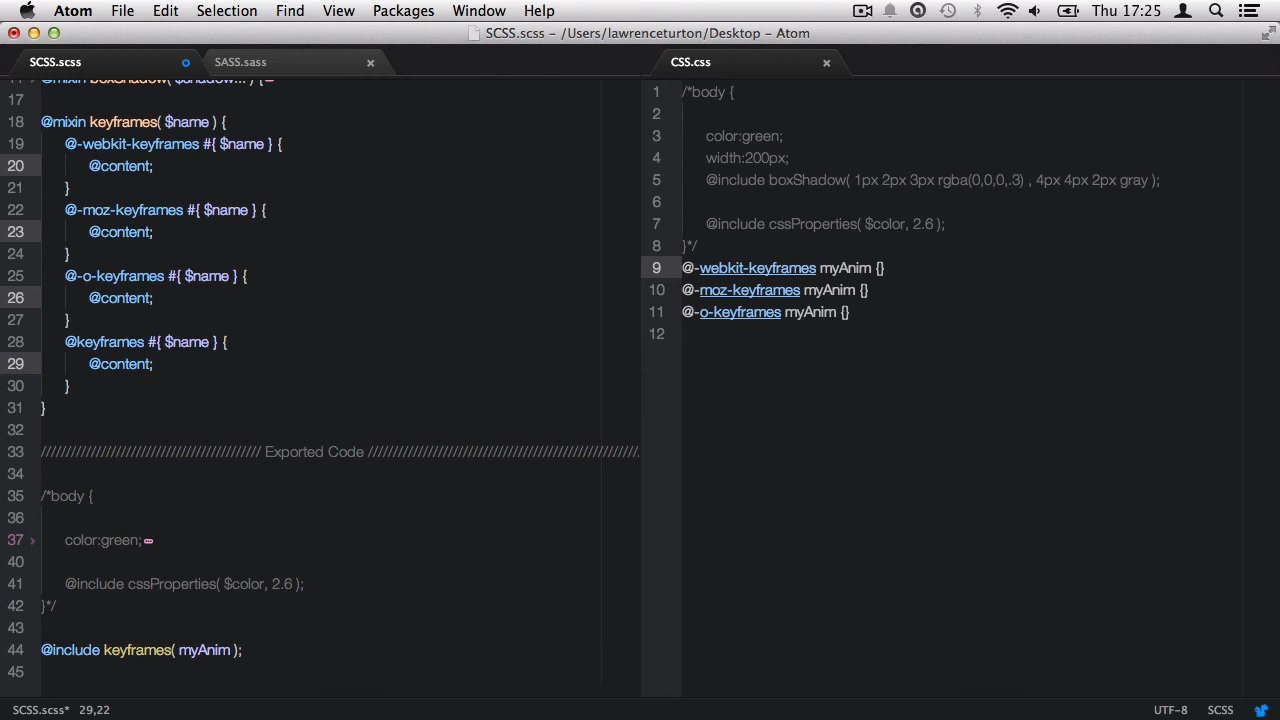 Atom File Edit Selection Find View Packages Window Help Thu 17:25
SCSS.scss – /Users/lawrenceturton/Desktop – Atom
SCSS.scss SASS.sass
@mixin boxShadow( $shadow... ) {
17
18 @mixin keyframes( $name ) {
19 @-webkit-keyframes #{ $name } {
20 @content;
21 }
22 @-moz-keyframes #{ $name } {
23 @content;
24 }
25 @-o-keyframes #{ $name } {
26 @content;
27 }
28 @keyframes #{ $name } {
29 @content;
30 }
31 }
32
33 //////////////////////////////////////////// Exported Code //////////////////////////////////////////////////////
34
35 /*body {
36
37 color:green;
40
41 @include cssProperties( $color, 2.6 );
42 }*/
43
44 @include keyframes( myAnim );
45
CSS.css
1 /*body {
2
3 color:green;
4 width:200px;
5 @include boxShadow( 1px 2px 3px rgba(0,0,0,.3) , 4px 4px 2px gray );
6
7 @include cssProperties( $color, 2.6 );
8 }*/
9 @-webkit-keyframes myAnim {}
10 @-moz-keyframes myAnim {}
11 @-o-keyframes myAnim {}
12
SCSS.scss* 29,22 UTF-8 SCSS